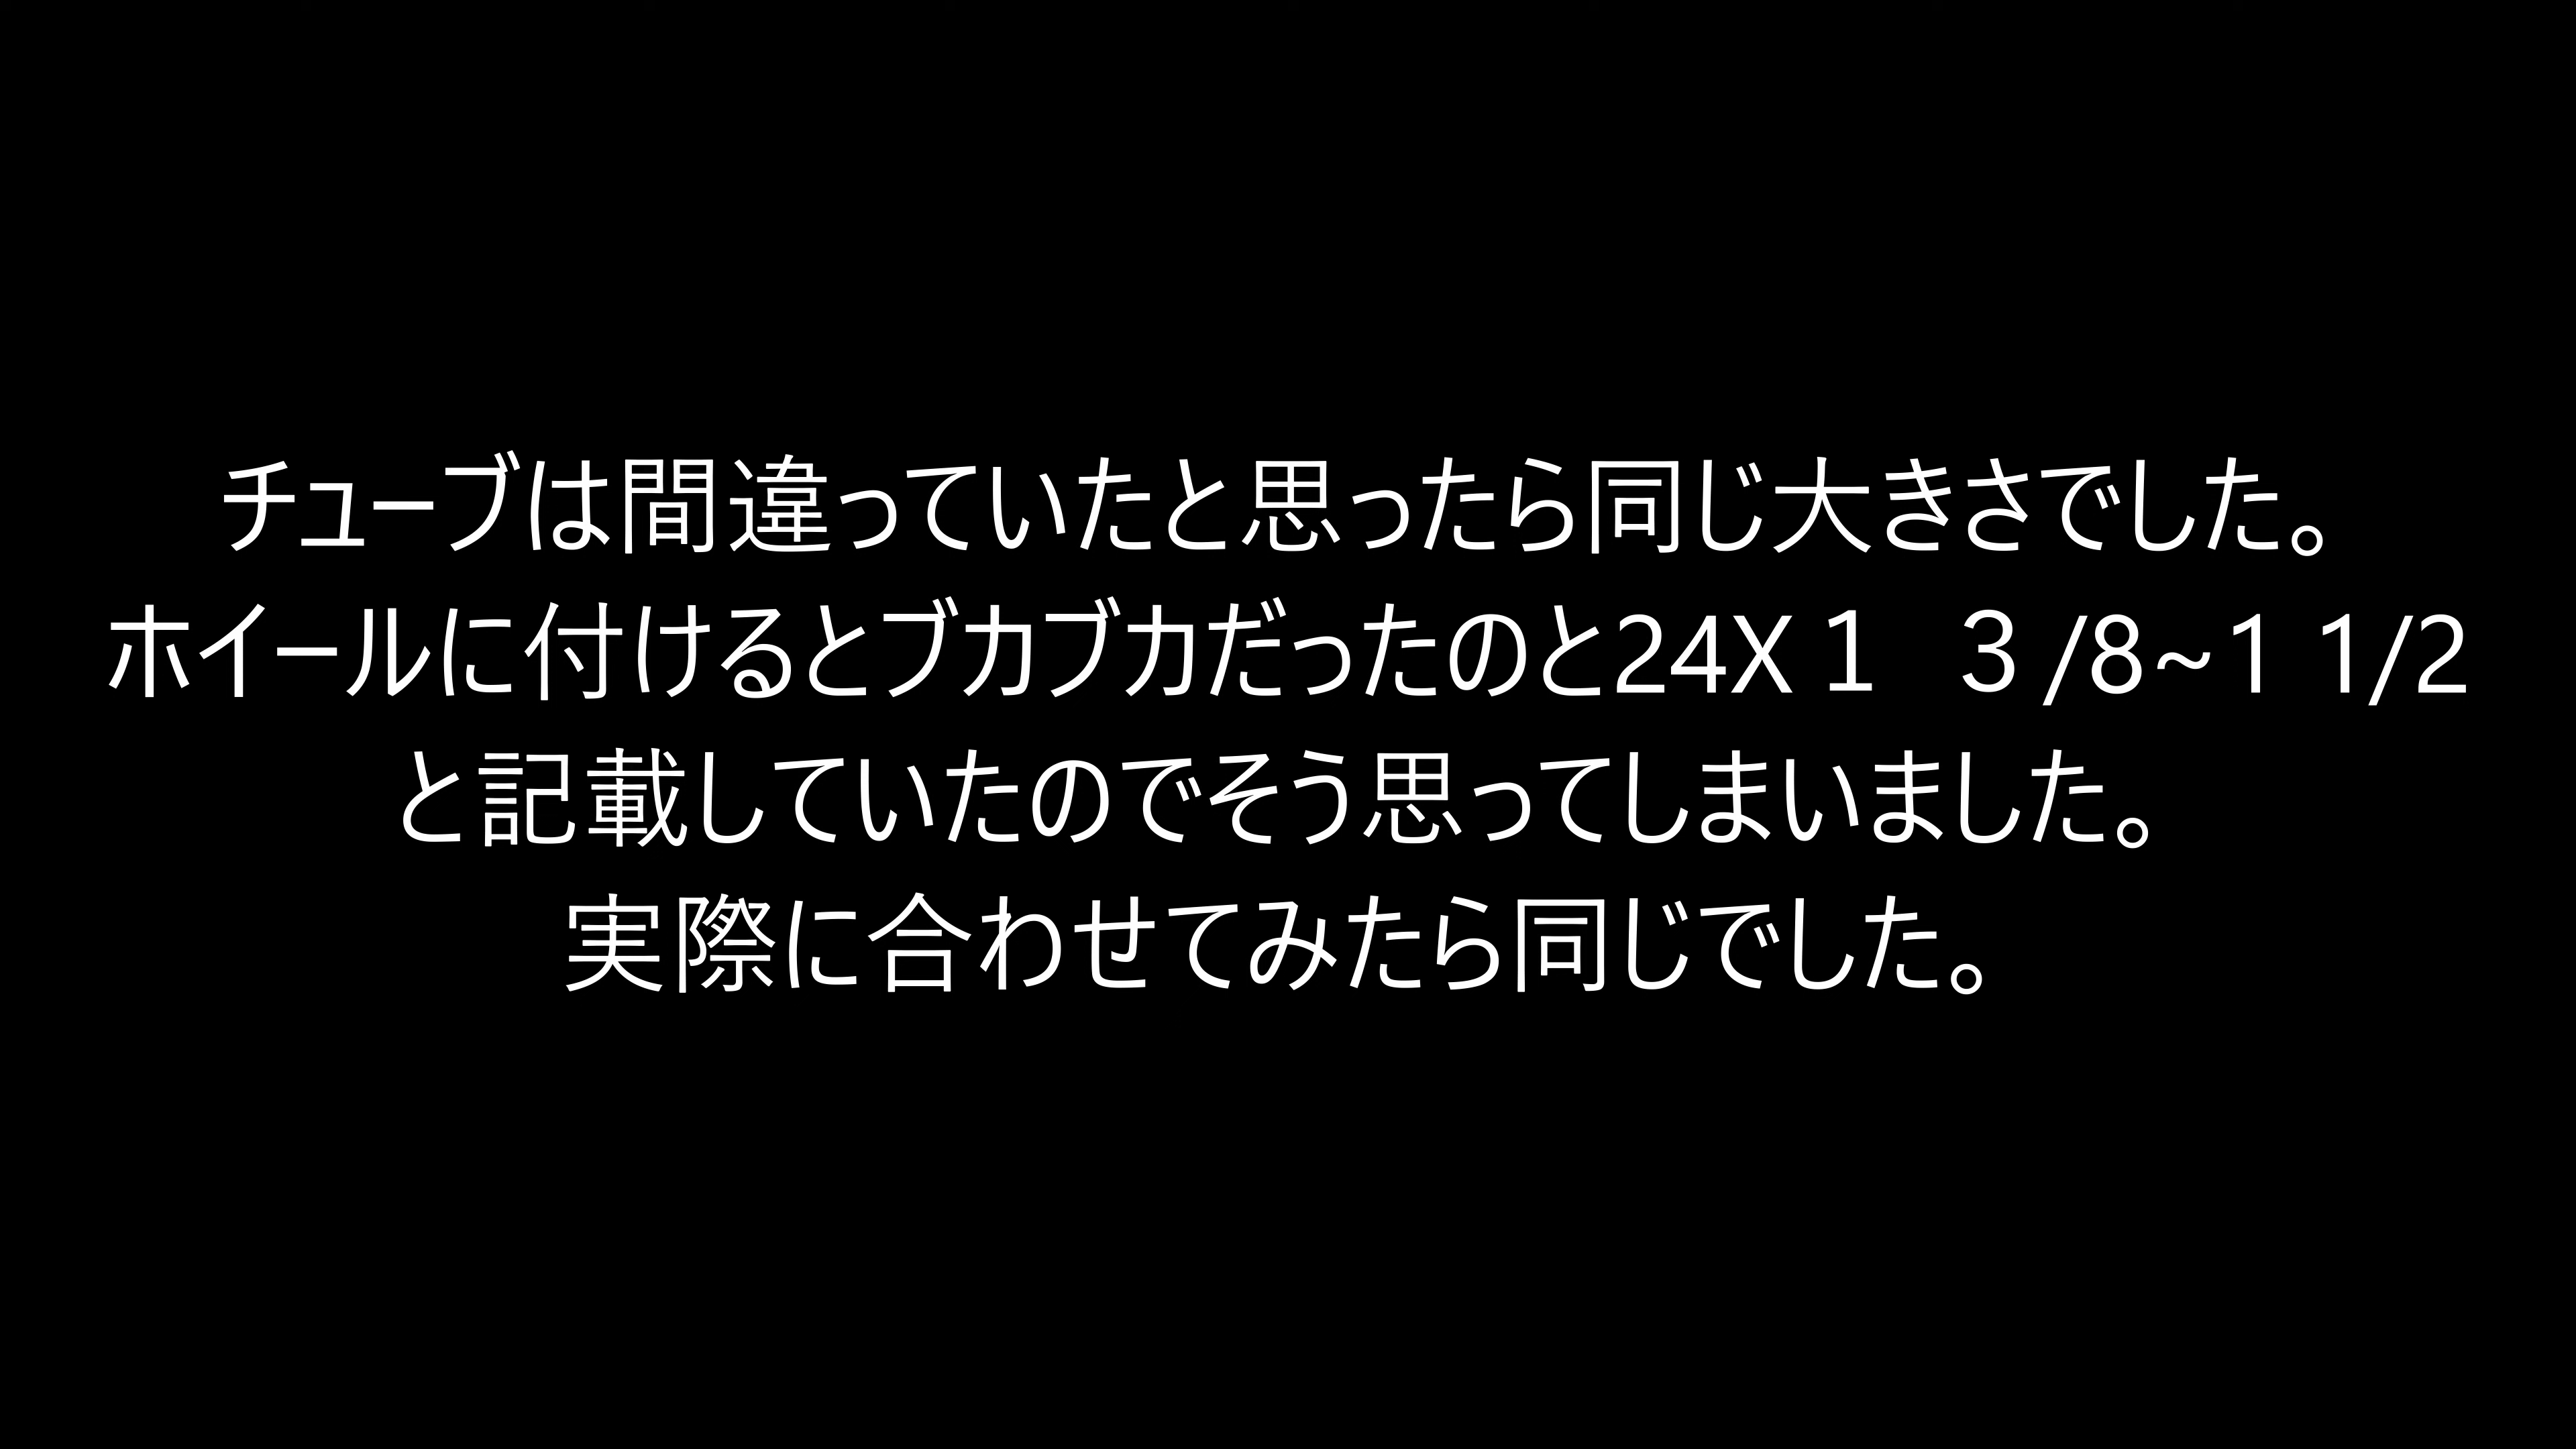 チューブは間違っていたと思ったら同じ大きさでした。
ホイールに付けるとブカブカだったのと24X１　３/8~1 1/2
と記載していたのでそう思ってしまいました。
実際に合わせてみたら同じでした。